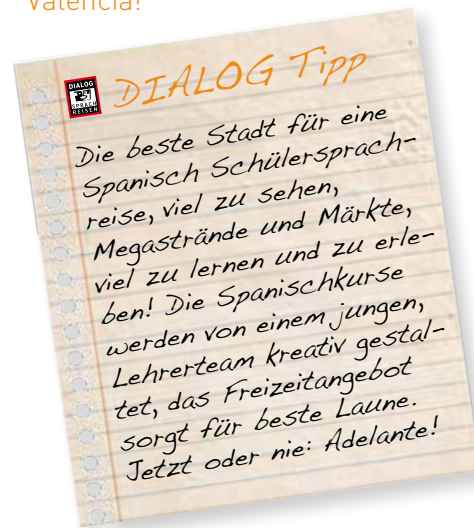 Valencia!
DIALOG
SPRACH
REISEN
DIALOG Tipp
Die beste Stadt für eine
Spanisch Schülersprach-
reise, viel zu sehen,
Megastrände und Märkte,
viel zu lernen und zu erle-
ben! Die Spanischkurse
werden von einem jungen,
Lehrerteam kreativ gestal-
tet, das Freizeitangebot
sorgt für beste Laune.
Jetzt oder nie: Adelante!